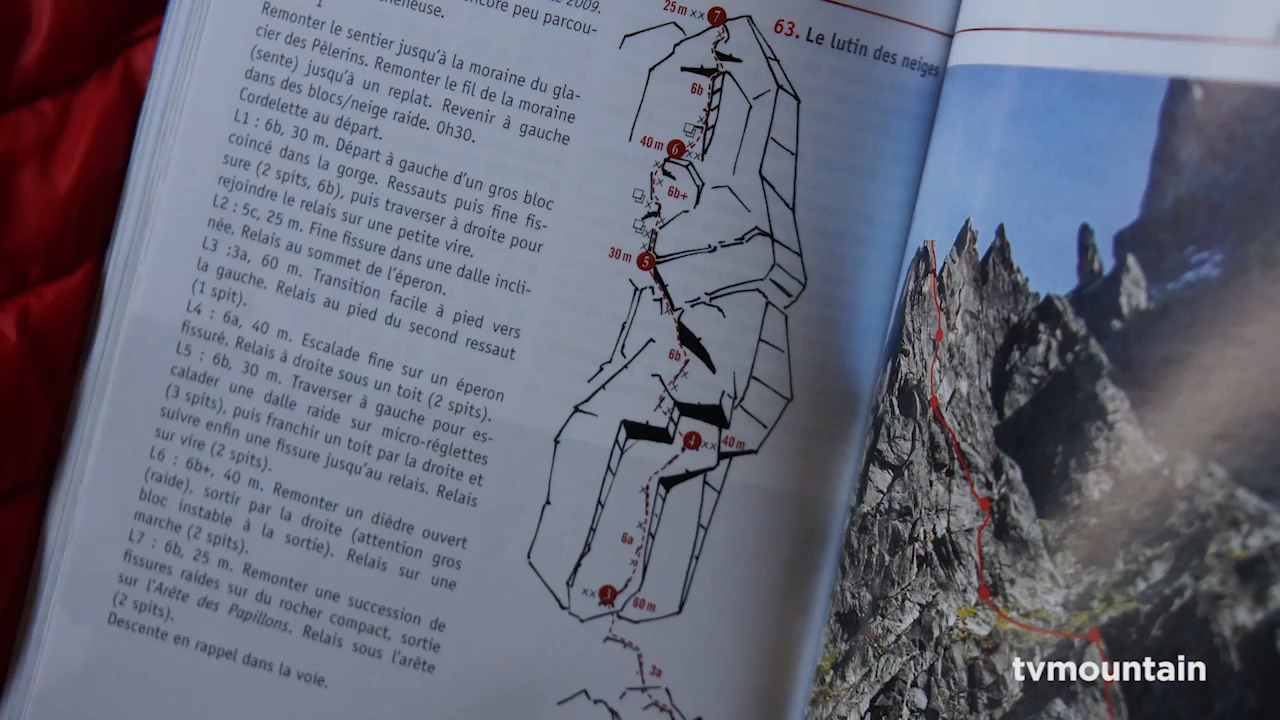 2009.
encore peu parcou-
Remonter le sentier jusqu'à la moraine du gla-
cier des Pèlerins. Remonter le fil de la moraine
(sente) jusqu'à un replat. Revenir à gauche
dans des blocs/neige raide. 0h30.
Cordelette au départ.
L1 : 6b, 30 m. Départ à gauche d'un gros bloc
coincé dans la gorge. Ressauts puis fine fis-
sure (2 spits, 6b), puis traverser à droite pour
rejoindre le relais sur une petite vire.
L2 : 5c, 25 m. Fine fissure dans une dalle incli-
née. Relais au sommet de l'éperon.
L3 :3a, 60 m. Transition facile à pied vers
la gauche. Relais au pied du second ressaut
(1 spit).
L4 : 6a, 40 m. Escalade fine sur un éperon
fissuré. Relais à droite sous un toit (2 spits).
L5 : 6b, 30 m. Traverser à gauche pour es-
calader une dalle raide sur micro-réglettes
(3 spits), puis franchir un toit par la droite et
suivre enfin une fissure jusqu'au relais. Relais
sur vire (2 spits).
L6 : 6b+, 40 m. Remonter un dièdre ouvert
(raide), sortir par la droite (attention gros
bloc instable à la sortie). Relais sur une
marche (2 spits).
L7 : 6b, 25 m. Remonter une succession de
fissures raides sur du rocher compact, sortie
sur l'Arête des Papillons. Relais sous l'arête
(2 spits).
Descente en rappel dans la voie.
63. Le lutin des neiges
25 m xx 7
6b
40 m 6 xx
6b+
30 m 5
6b
4 xx 40 m
6a
xx 3
60 m
3a
tvmountain